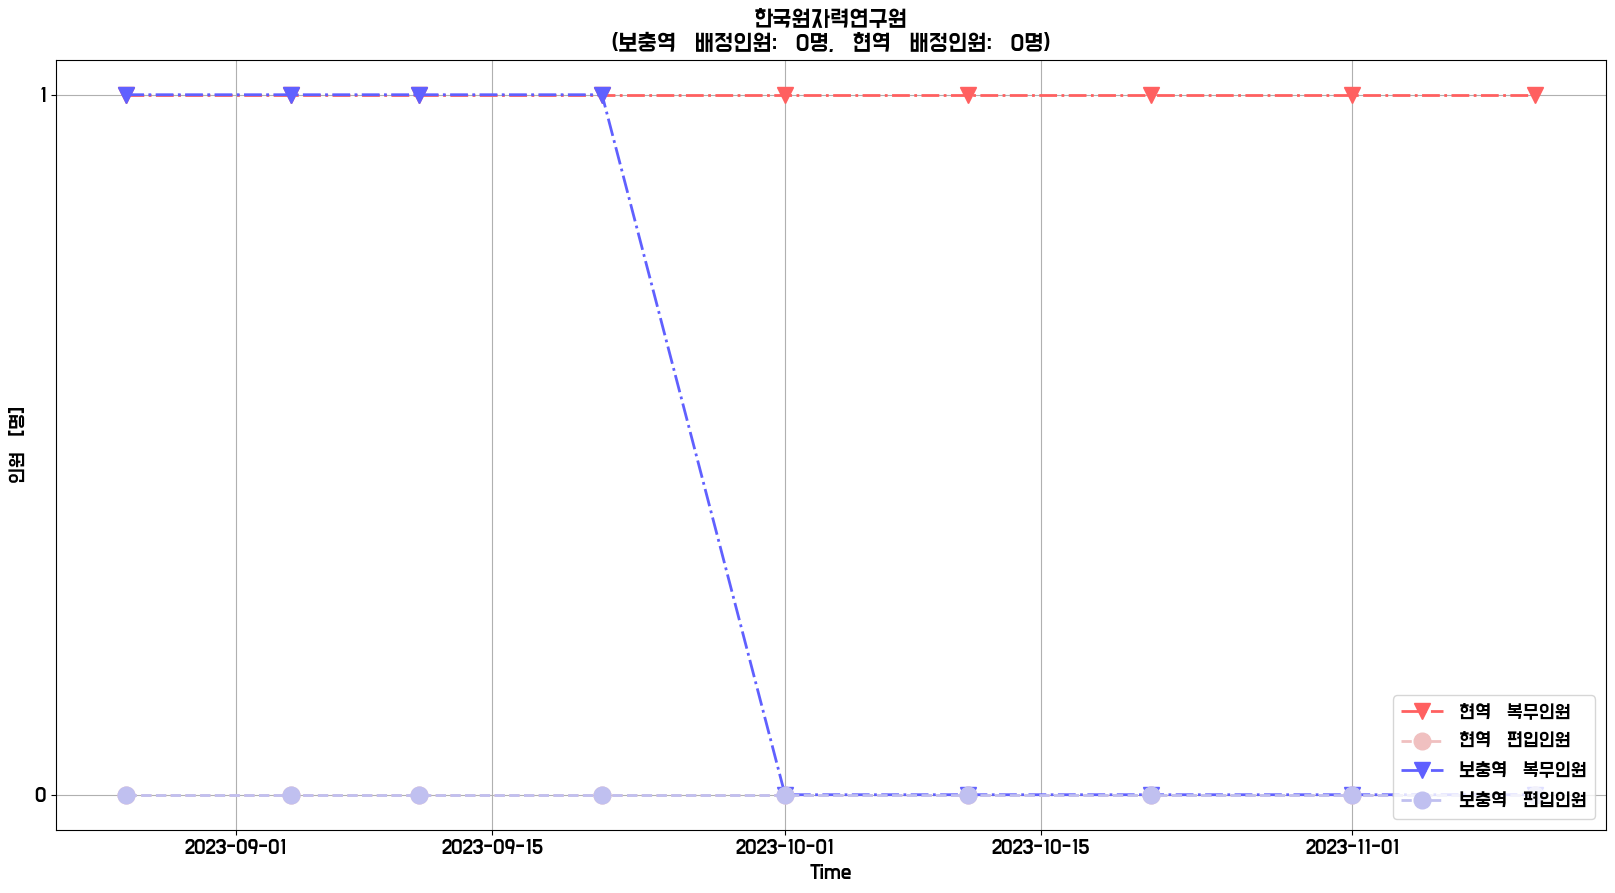 한국원자력연구원
(보충역 배정인원: 0명, 현역 배정인원: 0명)
1
0
인원 [명]
2023-09-01
2023-09-15
2023-10-01
2023-10-15
2023-11-01
Time
현역 복무인원
현역 편입인원
보충역 복무인원
보충역 편입인원